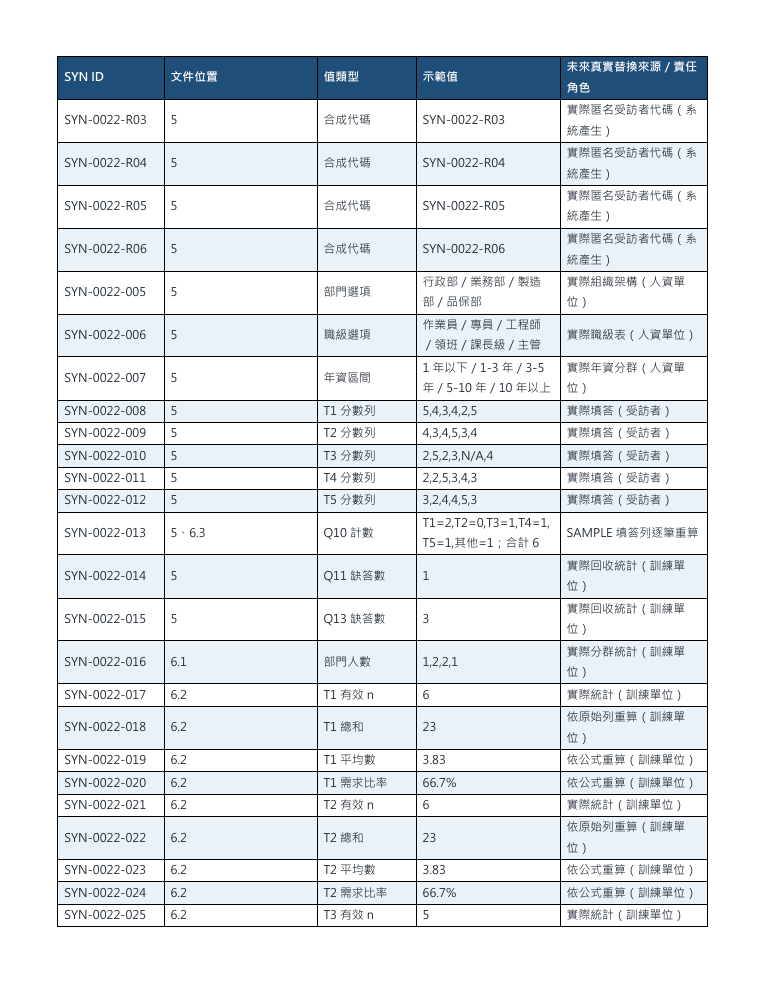 SYN ID 文件位置 值類型 示範值 未來真實替換來源 / 責任
角色
SYN-0022-R03 5 合成代碼 SYN-0022-R03 實際匿名受訪者代碼（系
統產生）
SYN-0022-R04 5 合成代碼 SYN-0022-R04 實際匿名受訪者代碼（系
統產生）
SYN-0022-R05 5 合成代碼 SYN-0022-R05 實際匿名受訪者代碼（系
統產生）
SYN-0022-R06 5 合成代碼 SYN-0022-R06 實際匿名受訪者代碼（系
統產生）
SYN-0022-005 5 部門選項 行政部 / 業務部 / 製造 實際組織架構（人資單
部 / 品保部 位）
SYN-0022-006 5 職級選項 作業員 / 專員 / 工程師 實際職級表（人資單位）
/ 領班 / 課長級 / 主管
SYN-0022-007 5 年資區間 1 年以下 / 1-3 年 / 3-5 實際年資分群（人資單
年 / 5-10 年 / 10 年以上 位）
SYN-0022-008 5 T1 分數列 5,4,3,4,2,5 實際填答（受訪者）
SYN-0022-009 5 T2 分數列 4,3,4,5,3,4 實際填答（受訪者）
SYN-0022-010 5 T3 分數列 2,5,2,3,N/A,4 實際填答（受訪者）
SYN-0022-011 5 T4 分數列 2,2,5,3,4,3 實際填答（受訪者）
SYN-0022-012 5 T5 分數列 3,2,4,4,5,3 實際填答（受訪者）
SYN-0022-013 5、6.3 Q10 計數 T1=2,T2=0,T3=1,T4=1, SAMPLE 填答列逐筆重算
T5=1,其他=1；合計 6
SYN-0022-014 5 Q11 缺答數 1 實際回收統計（訓練單
位）
SYN-0022-015 5 Q13 缺答數 3 實際回收統計（訓練單
位）
SYN-0022-016 6.1 部門人數 1,2,2,1 實際分群統計（訓練單
位）
SYN-0022-017 6.2 T1 有效 n 6 實際統計（訓練單位）
SYN-0022-018 6.2 T1 總和 23 依原始列重算（訓練單
位）
SYN-0022-019 6.2 T1 平均數 3.83 依公式重算（訓練單位）
SYN-0022-020 6.2 T1 需求比率 66.7% 依公式重算（訓練單位）
SYN-0022-021 6.2 T2 有效 n 6 實際統計（訓練單位）
SYN-0022-022 6.2 T2 總和 23 依原始列重算（訓練單
位）
SYN-0022-023 6.2 T2 平均數 3.83 依公式重算（訓練單位）
SYN-0022-024 6.2 T2 需求比率 66.7% 依公式重算（訓練單位）
SYN-0022-025 6.2 T3 有效 n 5 實際統計（訓練單位）